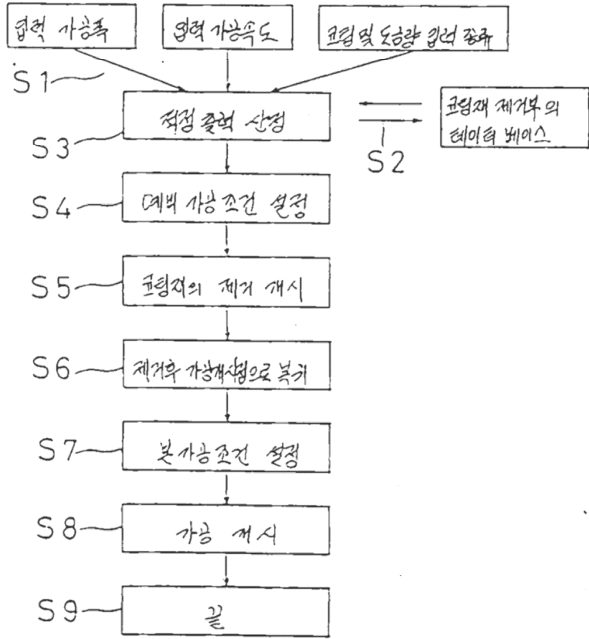 입력 가공폭
입력 가공속도
코팅 및 도금량 입력 종류
S1
적정 출력 산정
코팅재 제거부의
데이터 베이스
S3
S2
S4
예비 가공조건 설정
S5
코팅재의 제거 개시
S6
제거후 가공개시점으로 복귀
S7
본 가공조건 설정
S8
가공 개시
S9
끝